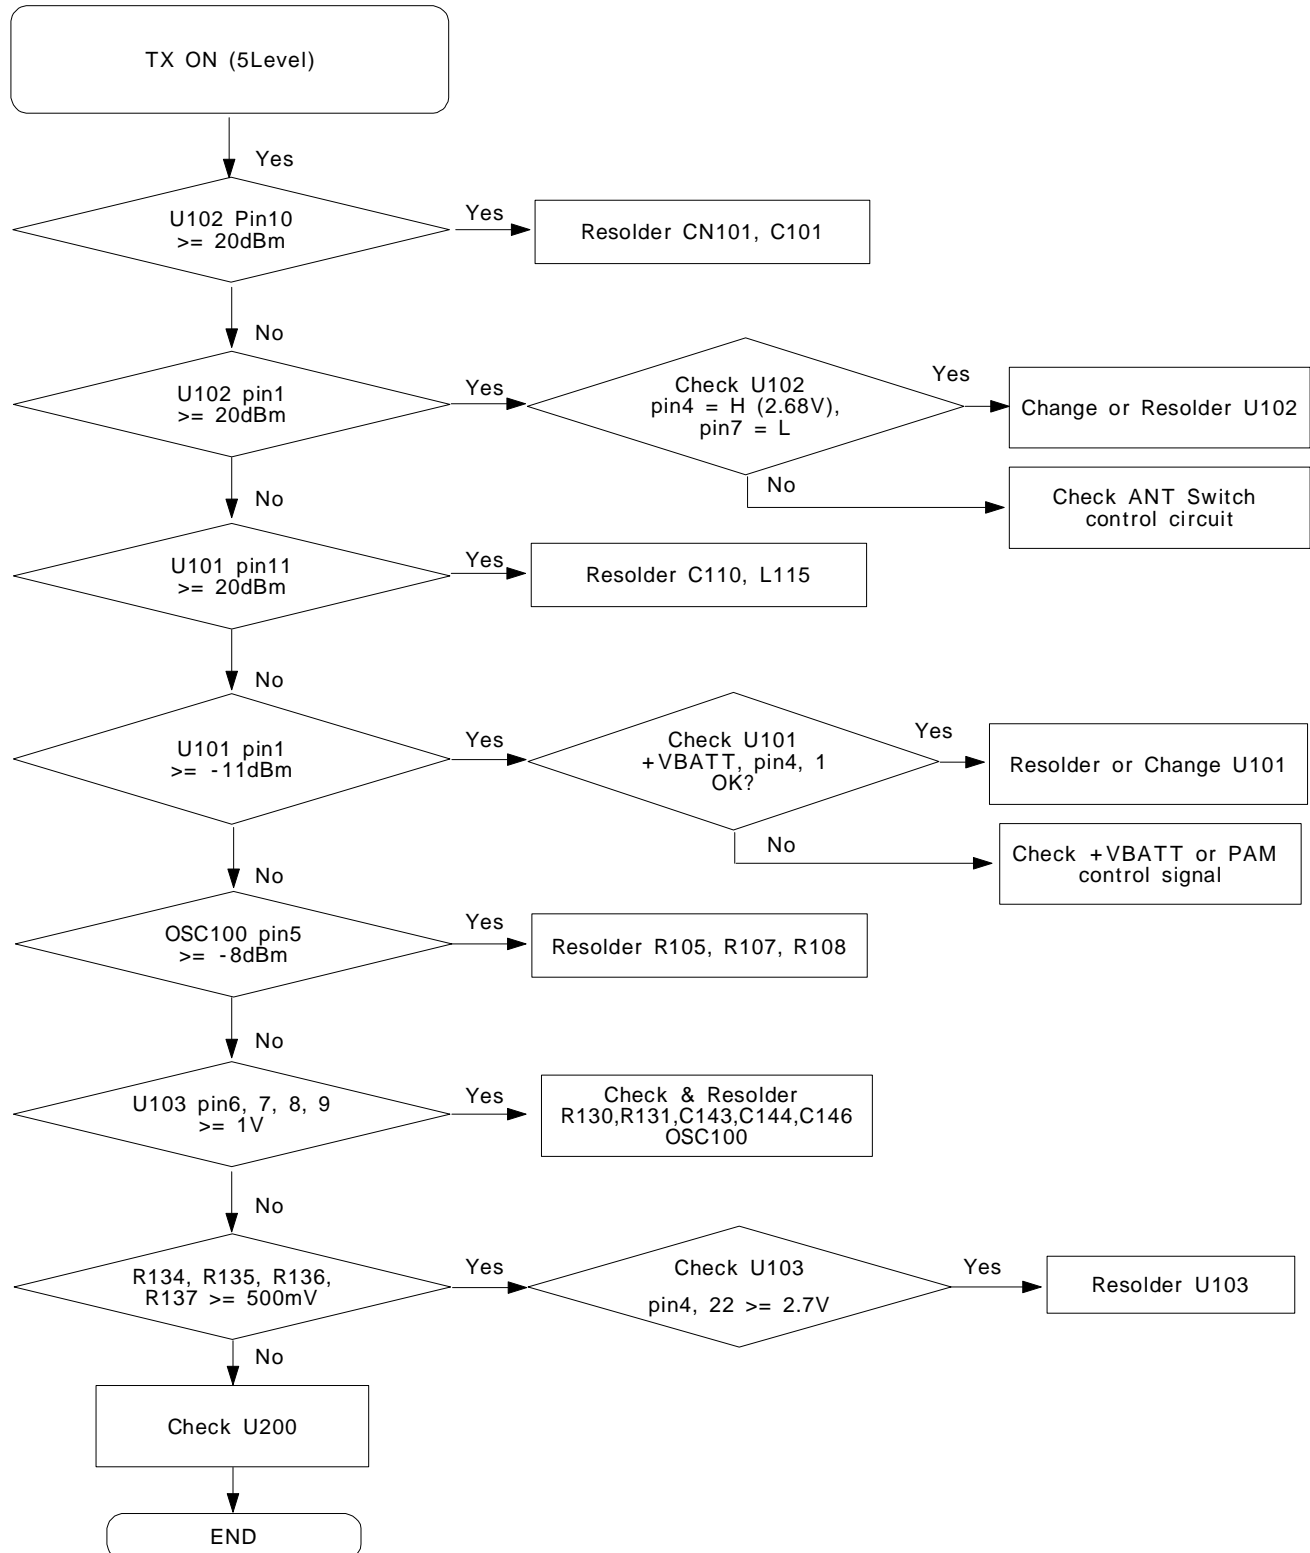 TX ON (5Level)
Yes
U102 Pin10
>= 20dBm
Yes
Resolder CN101, C101
No
U102 pin1
>= 20dBm
Yes
Check U102
pin4 = H (2.68V),
pin7 = L
Yes
Change or Resolder U102
No
Check ANT Switch
control circuit
No
U101 pin11
>= 20dBm
Yes
Resolder C110, L115
No
U101 pin1
>= -11dBm
Yes
Check U101
+VBATT, pin4, 1
OK?
Yes
Resolder or Change U101
No
Check +VBATT or PAM
control signal
No
OSC100 pin5
>= -8dBm
Yes
Resolder R105, R107, R108
No
U103 pin6, 7, 8, 9
>= 1V
Yes
Check & Resolder
R130,R131,C143,C144,C146
OSC100
No
R134, R135, R136,
R137 >= 500mV
Yes
Check U103
pin4, 22 >= 2.7V
Yes
Resolder U103
No
Check U200
END